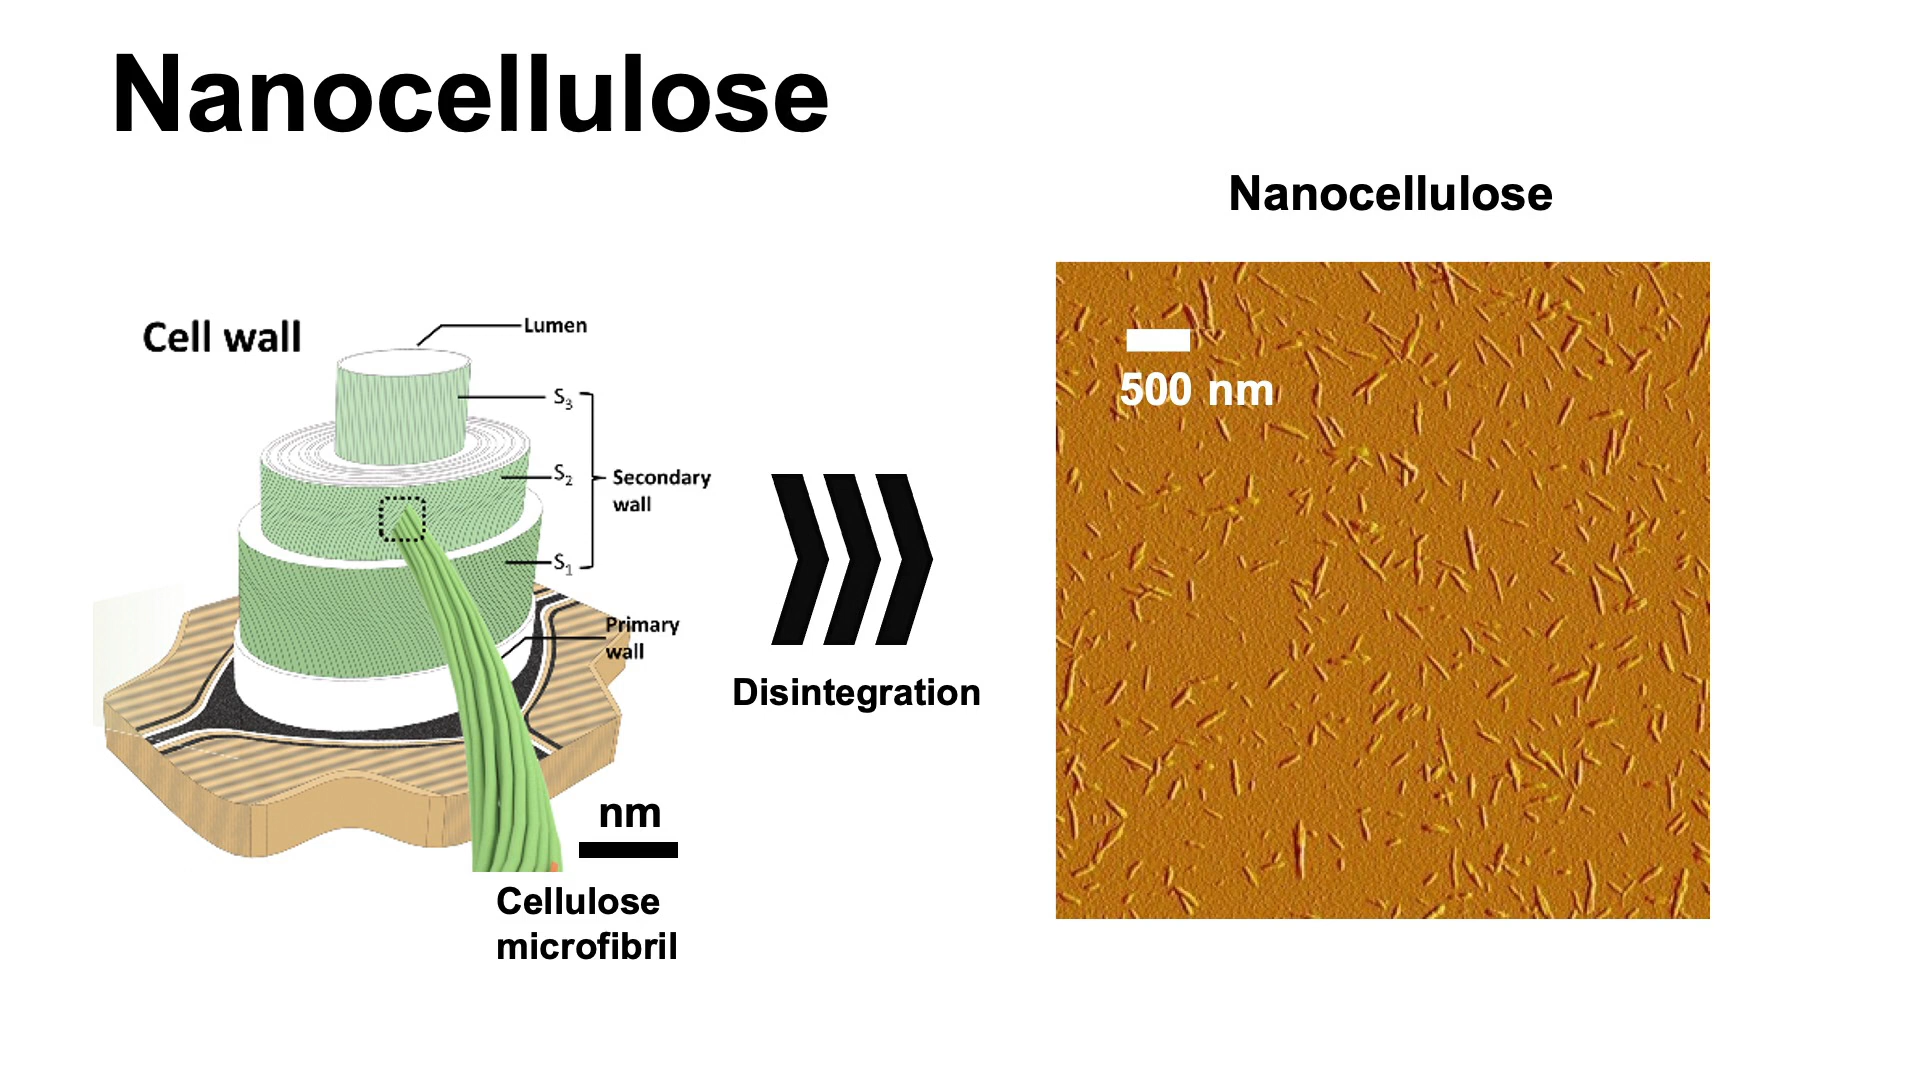 Nanocellulose
Nanocellulose
Cell wall
Lumen
S3
S2
Secondary
wall
S1
Primary
wall
500 nm
Disintegration
nm
Cellulose
microfibril